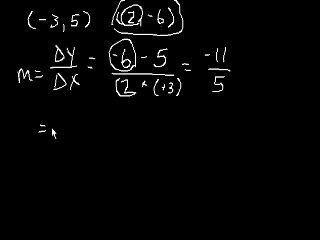 (-3,5) (2,-6)
m = ΔY/ΔX = -6 - 5 / 2 + (+3) = -11/5
=